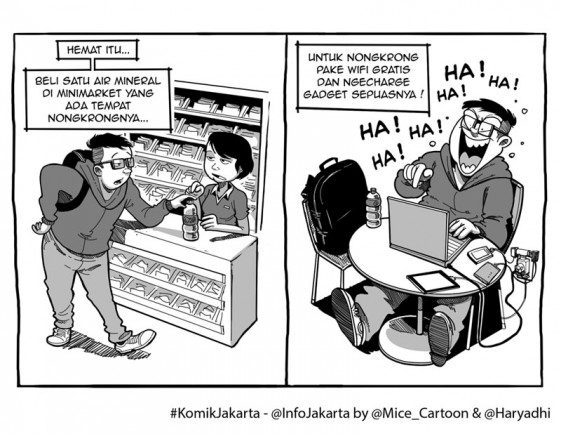 HEMAT ITU...
BELI SATU AIR MINERAL
DI MINIMARKET YANG
ADA TEMPAT
NONGKRONGNYA...
UNTUK NONGKRONG
PAKE WIFI GRATIS
DAN NGECHARGE
GADGET SEPUASNYA !
HA!
HA!
HA!
HA!
HA!
HA!
#KomikJakarta - @InfoJakarta by @Mice_Cartoon & @Haryadhi